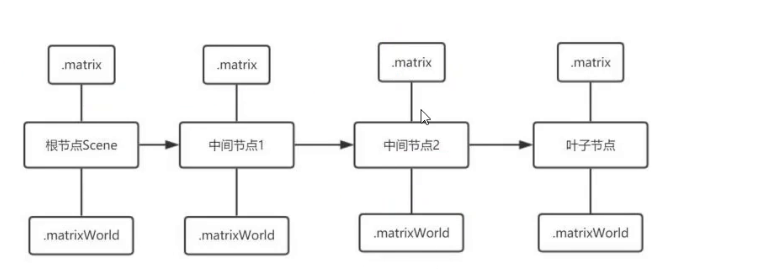 .matrix
.matrix
.matrix
.matrix
根节点Scene
中间节点1
中间节点2
叶子节点
.matrixWorld
.matrixWorld
.matrixWorld
.matrixWorld